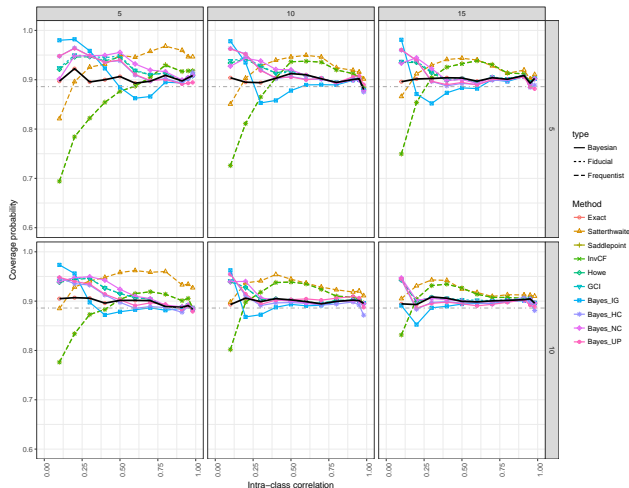 5
10
15
1.0
0.9
0.8
0.7
0.6
5
1.0
0.9
0.8
0.7
0.6
10
Coverage probability
0.00
0.25
0.50
0.75
1.00
0.00
0.25
0.50
0.75
1.00
0.00
0.25
0.50
0.75
1.00
Intra-class correlation
type
Bayesian
Fiducial
Frequentist
Method
Exact
Satterthwaite
Saddlepoint
InvCF
Howe
GCI
Bayes_IG
Bayes_HC
Bayes_NC
Bayes_UP